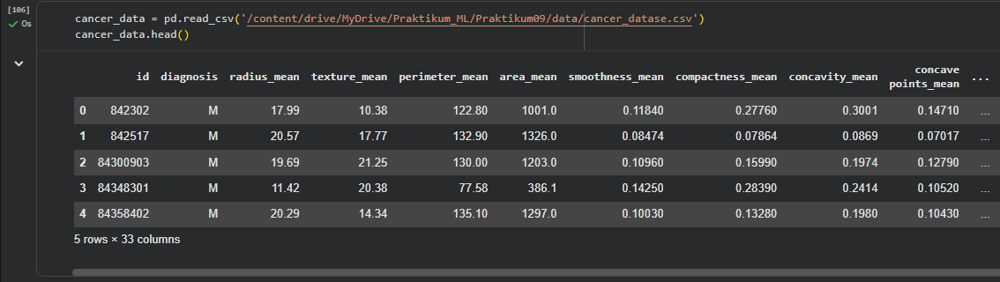 [106]
0s
cancer_data = pd.read_csv('/content/drive/MyDrive/Praktikum_ML/Praktikum09/data/cancer_datase.csv')
cancer_data.head()
id diagnosis radius_mean texture_mean perimeter_mean area_mean smoothness_mean compactness_mean concavity_mean concave points_mean ...
0 842302 M 17.99 10.38 122.80 1001.0 0.11840 0.27760 0.3001 0.14710 ...
1 842517 M 20.57 17.77 132.90 1326.0 0.08474 0.07864 0.0869 0.07017 ...
2 84300903 M 19.69 21.25 130.00 1203.0 0.10960 0.15990 0.1974 0.12790 ...
3 84348301 M 11.42 20.38 77.58 386.1 0.14250 0.28390 0.2414 0.10520 ...
4 84358402 M 20.29 14.34 135.10 1297.0 0.10030 0.13280 0.1980 0.10430 ...
5 rows × 33 columns